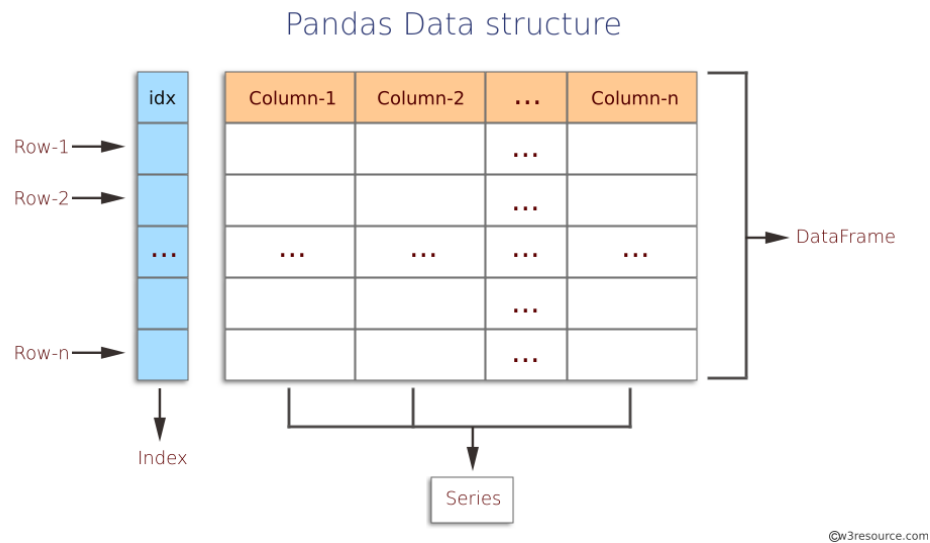 Pandas Data structure
idx Column-1 Column-2 ... Column-n
Row-1 ...
Row-2 ...
... ... ... ... ... DataFrame
...
Row-n ...
Index
Series
©w3resource.com